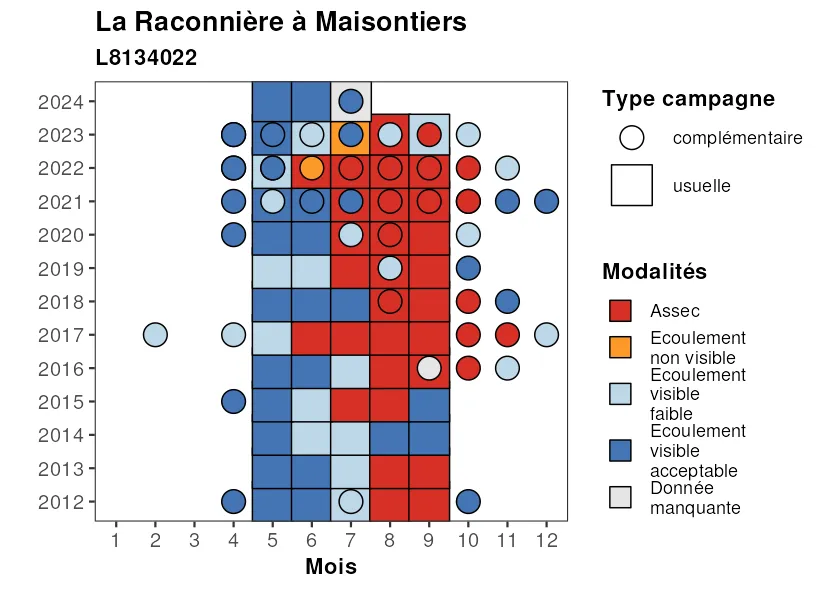 La Raconnière à Maisontiers
L8134022
2024
2023
2022
2021
2020
2019
2018
2017
2016
2015
2014
2013
2012
1 2 3 4 5 6 7 8 9 10 11 12
Mois
Type campagne
complémentaire
usuelle
Modalités
Assec
Ecoulement
non visible
Ecoulement
visible
faible
Ecoulement
visible
acceptable
Donnée
manquante